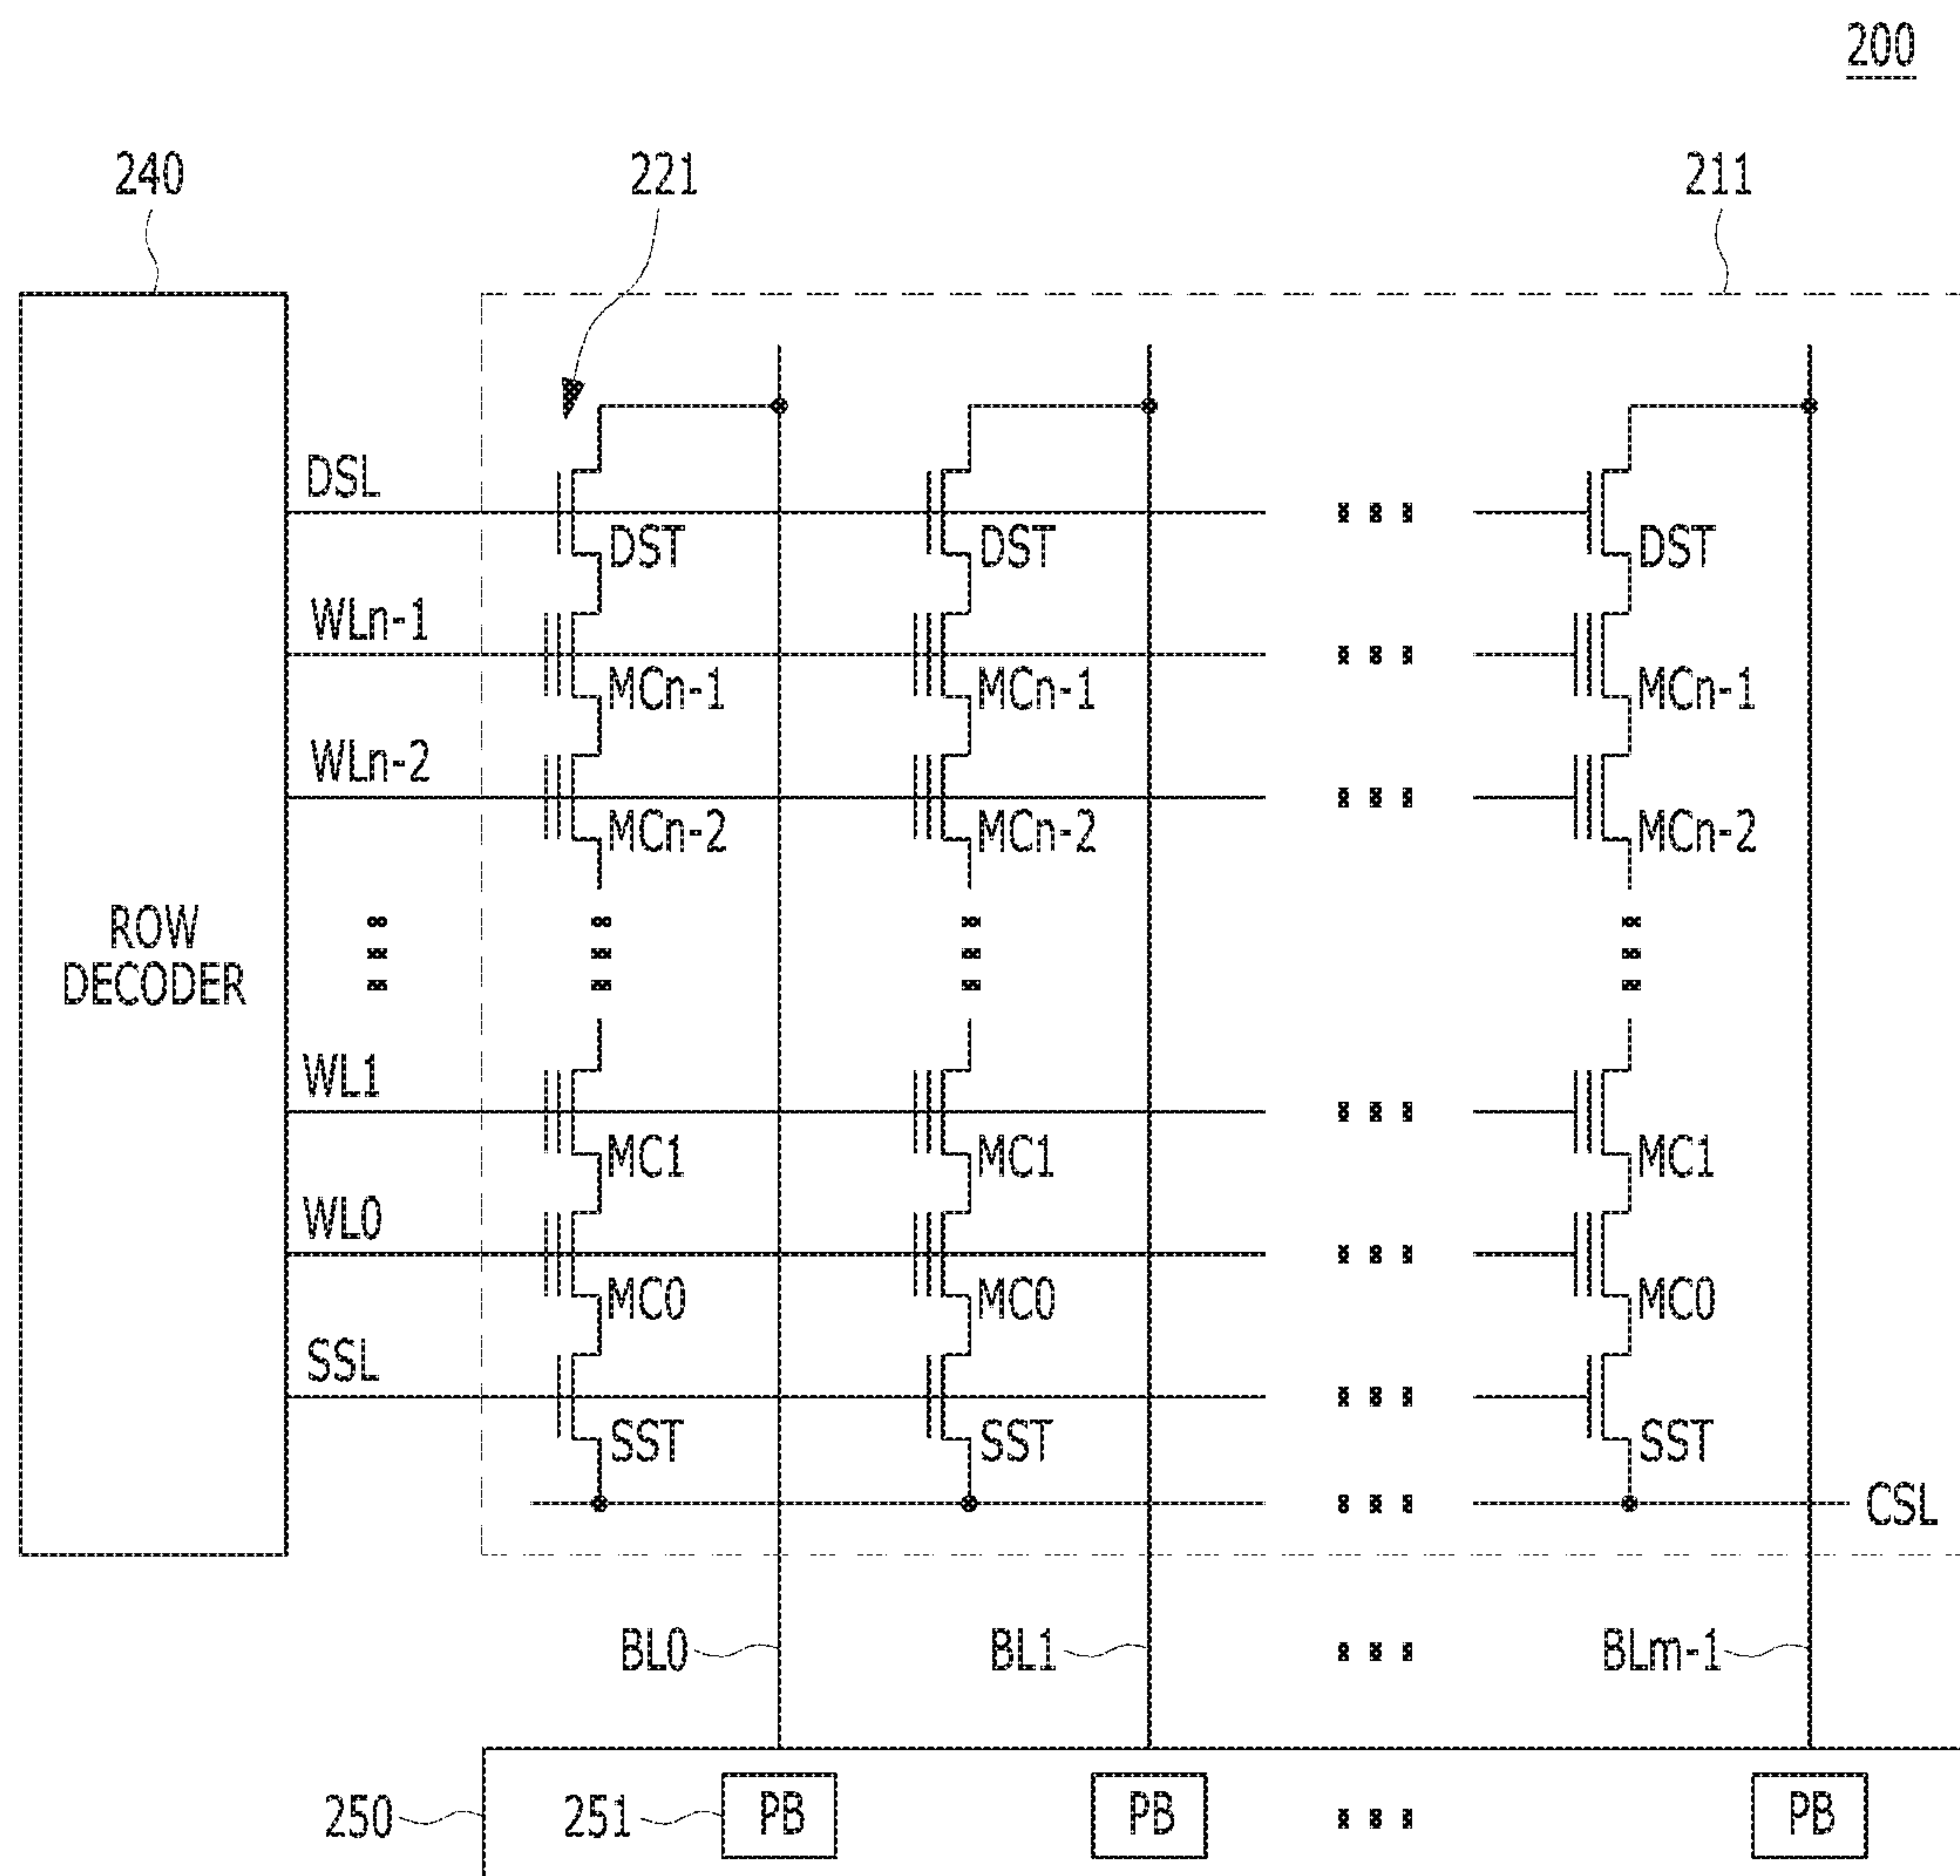 200
240 221 211
DSL
DST DST DST
WLn-1
MCn-1 MCn-1 MCn-1
WLn-2
MCn-2 MCn-2 MCn-2
ROW
DECODER
WL1
MC1 MC1 MC1
WL0
MC0 MC0 MC0
SSL
SST SST SST
CSL
BL0 BL1 BLm-1
250 251 PB PB PB